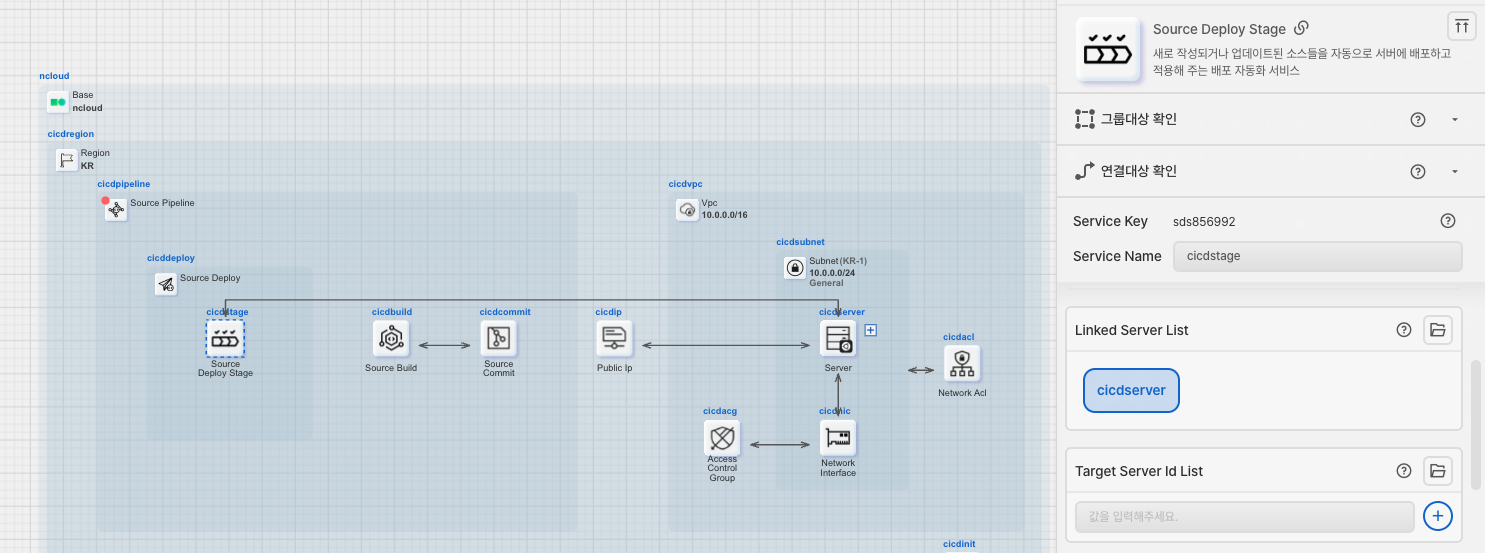 ncloud
Base
ncloud
cicdregion
Region
KR
cicdpipeline
Source Pipeline
cicddeploy
Source Deploy
cicdstage
Source
Deploy Stage
cicdbuild
Source Build
cicdcommit
Source
Commit
cicdip
Public Ip
cicdvpc
Vpc
10.0.0.0/16
cicdsubnet
Subnet(KR-1)
10.0.0.0/24
General
cicdserver
Server
cicdacl
Network Acl
cicdacg
Access
Control
Group
cicdnic
Network
Interface
cicdinit
Source Deploy Stage
새로 작성되거나 업데이트된 소스들을 자동으로 서버에 배포하고
적용해 주는 배포 자동화 서비스
그룹대상 확인
연결대상 확인
Service Key sds856992
Service Name cicdstage
Linked Server List
cicdserver
Target Server Id List
값을 입력해주세요.